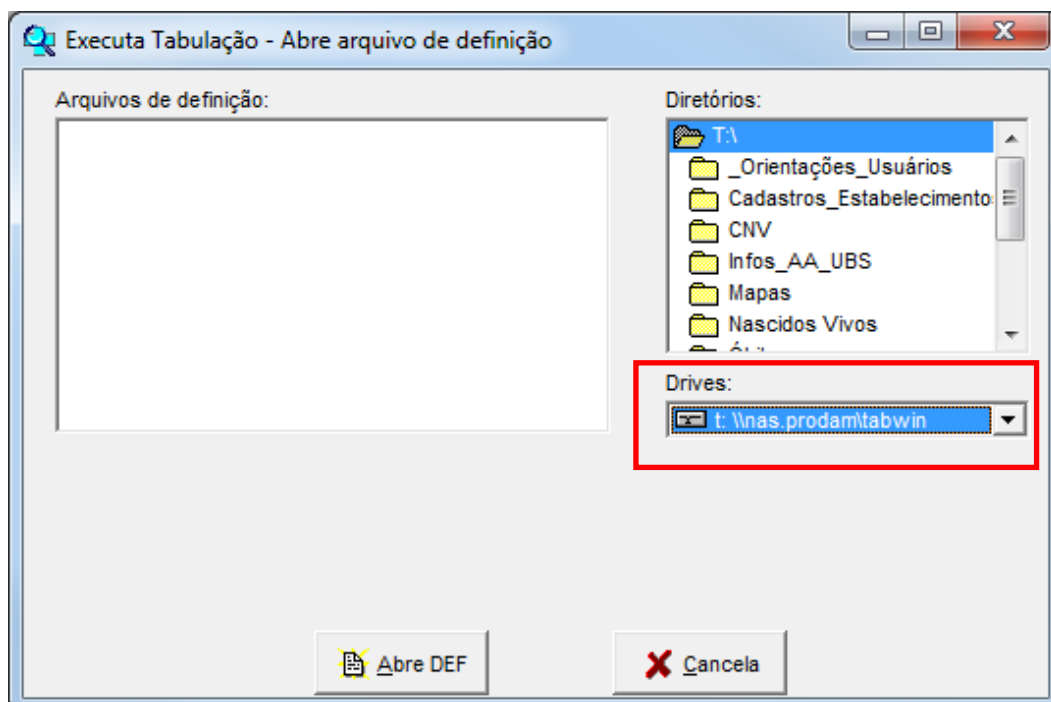 Executa Tabulação - Abre arquivo de definição
Arquivos de definição:
Diretórios:
T:\
_Orientações_Usuários
Cadastros_Estabelecimento
CNV
Infos_AA_UBS
Mapas
Nascidos Vivos
Drives:
t: \\nas.prodam\tabwin
Abre DEF
Cancela